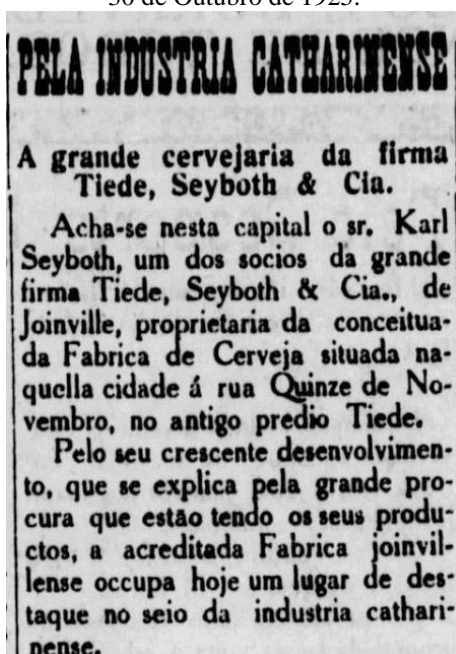 30 de Outubro de 1923.
PELA INDUSTRIA CATHARINENSE
A grande cervejaria da firma
Tiede, Seyboth & Cia.
Acha-se nesta capital o sr. Karl
Seyboth, um dos socios da grande
firma Tiede, Seyboth & Cia., de
Joinville, proprietaria da conceitua-
da Fabrica de Cerveja situada na-
quella cidade á rua Quinze de No-
vembro, no antigo predio Tiede.
Pelo seu crescente desenvolvimen-
to, que se explica pela grande pro-
cura que estão tendo os seus produ-
ctos, a acreditada Fabrica joinvil-
lense occupa hoje um lugar de des-
taque no seio da industria cathari-
nense.